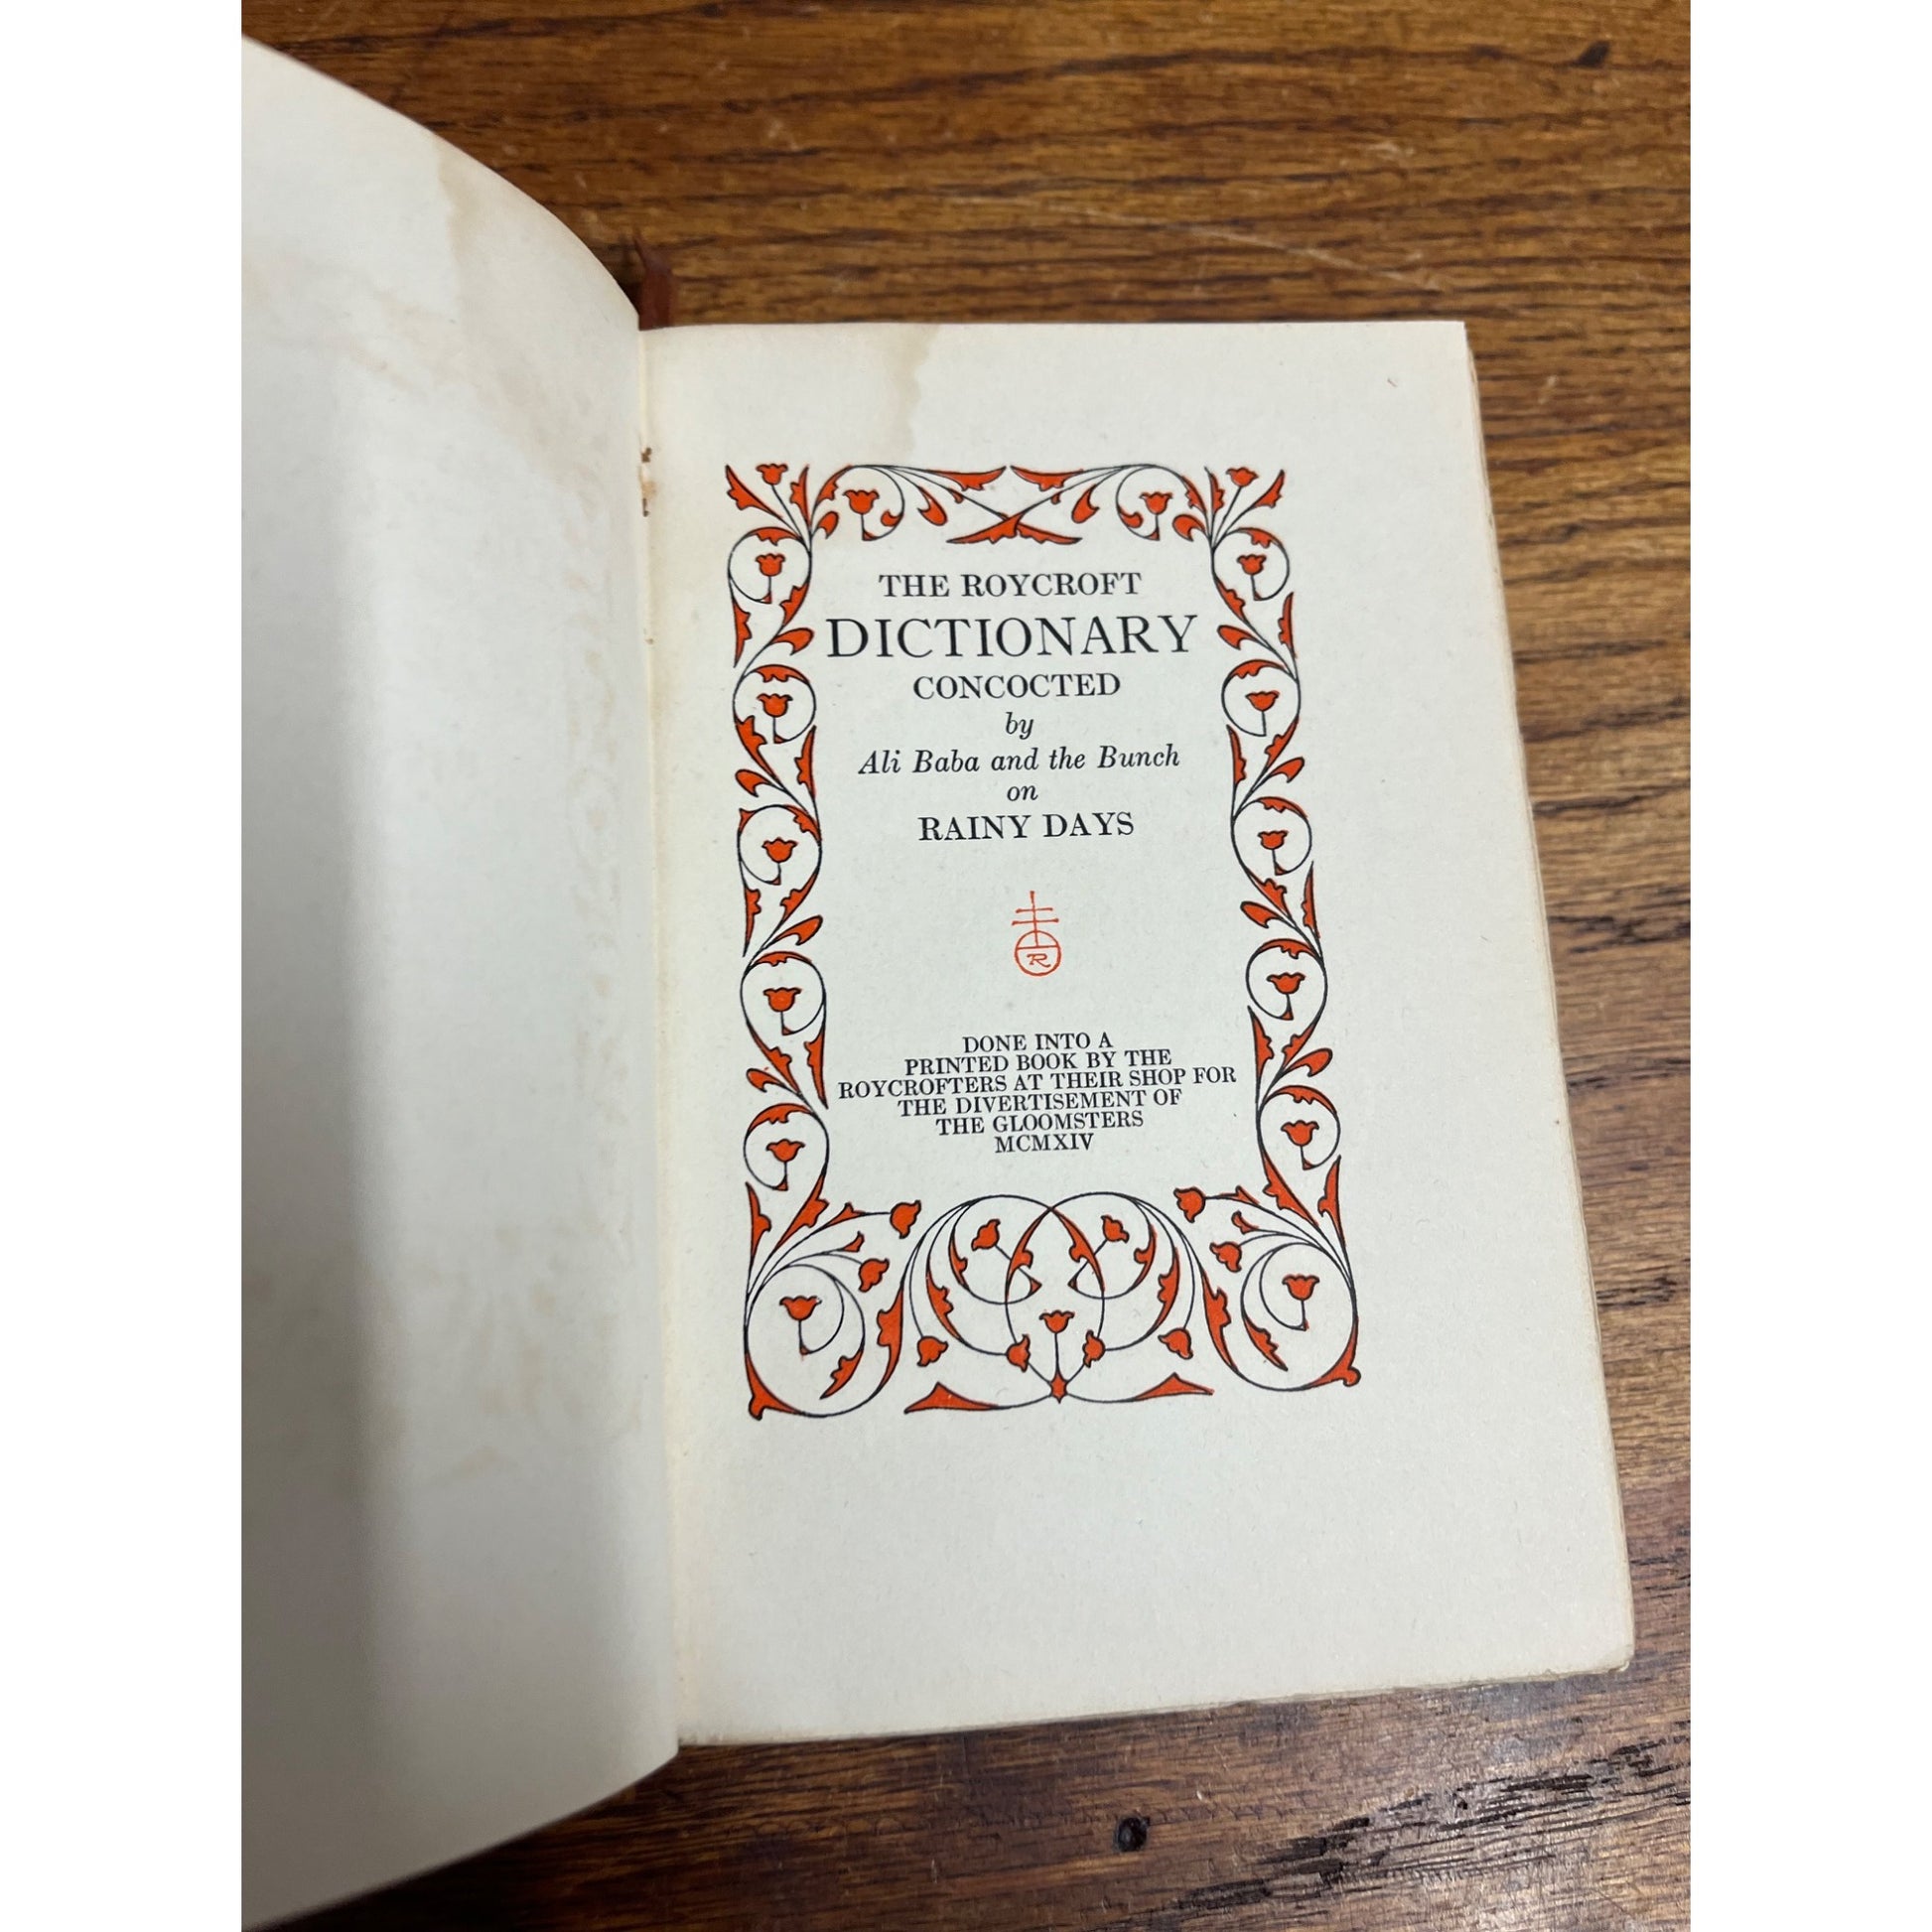 THE ROYCROFT
DICTIONARY
CONCOCTED
by
Ali Baba and the Bunch
on
RAINY DAYS
R
DONE INTO A
PRINTED BOOK BY THE
ROYCROFTERS AT THEIR SHOP FOR
THE DIVERTISEMENT OF
THE GLOOMSTERS
MCMXIV